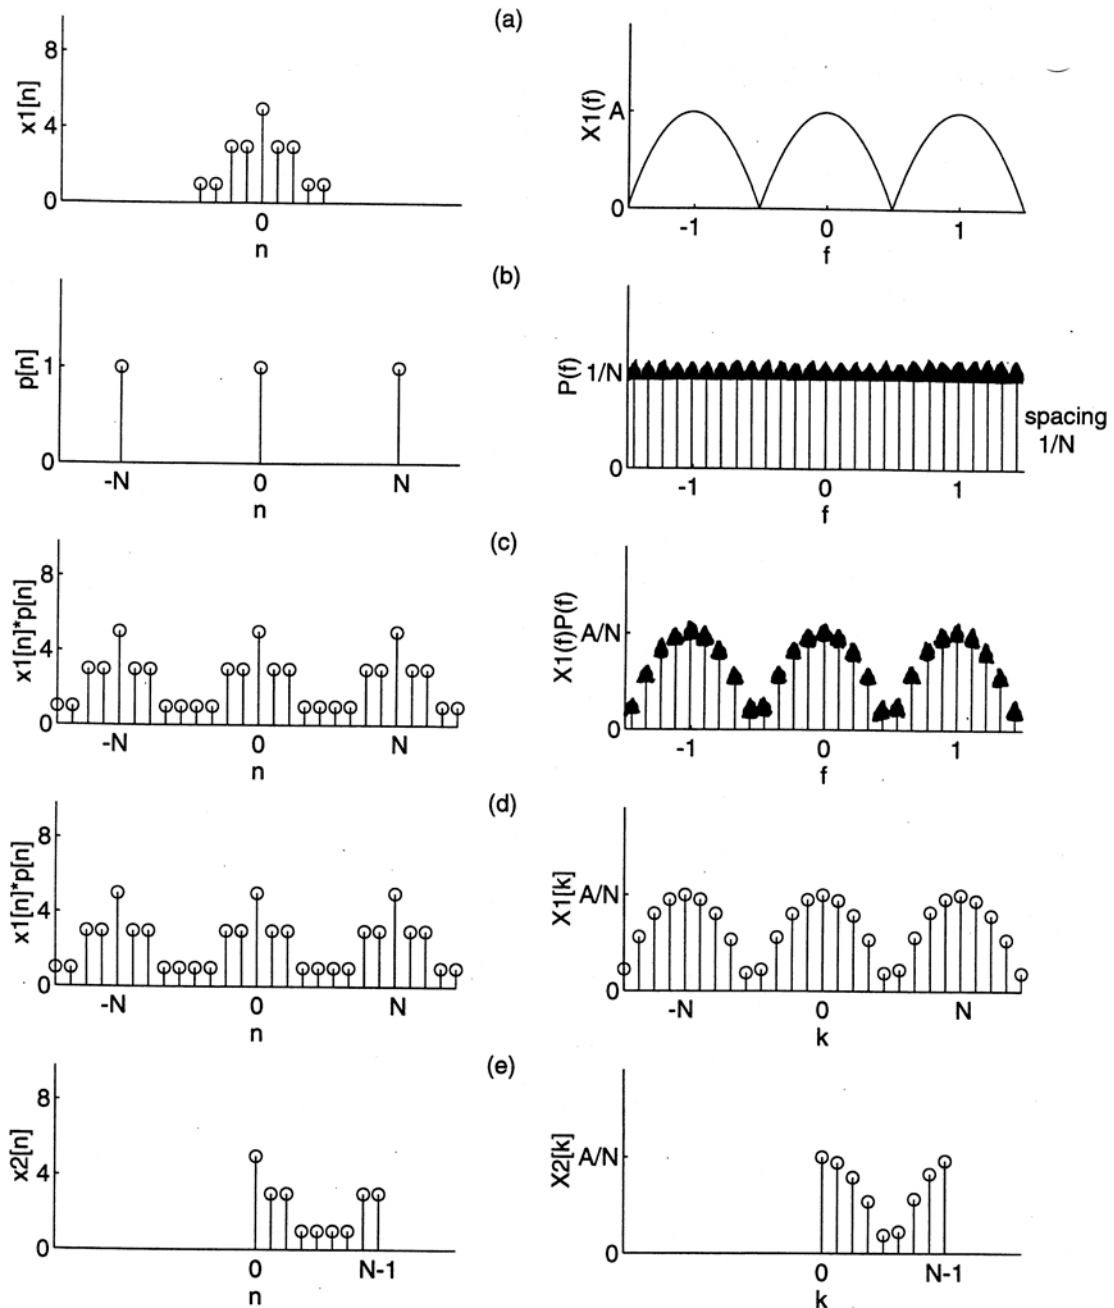 (a)
x1[n]
8
4
0
0
n
X1(f)
A
0
-1
0
1
f
(b)
p[n]
1
0
-N
0
N
n
P(f)
1/N
0
-1
0
1
f
spacing
1/N
(c)
x1[n]*p[n]
8
4
0
-N
0
N
n
X1(f)P(f)
A/N
0
-1
0
1
f
(d)
x1[n]*p[n]
8
4
0
-N
0
N
n
X1[k]
A/N
0
-N
0
N
k
(e)
x2[n]
8
4
0
0
N-1
n
X2[k]
A/N
0
0
N-1
k